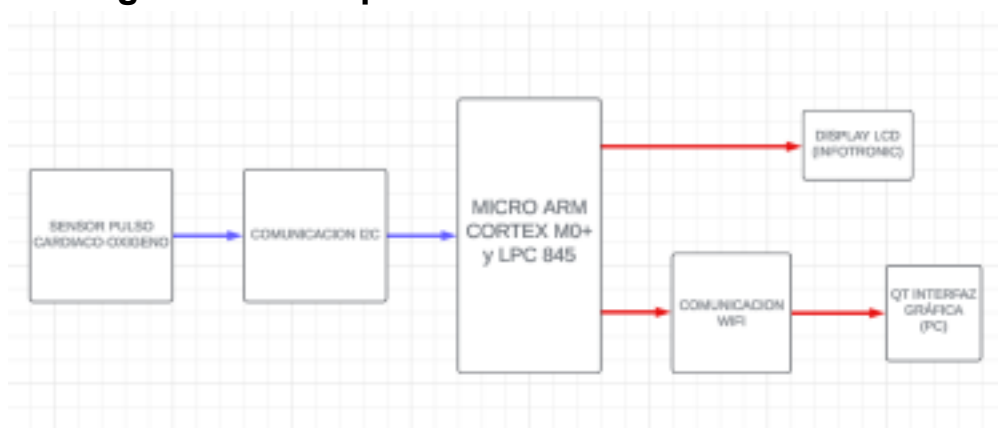 SENSOR PULSO
CARDIACO-OXIGENO
COMUNICACION I2C
MICRO ARM
CORTEX M0+
y LPC 845
DISPLAY LCD
(INFOTRONIC)
COMUNICACION
WIFI
QT INTERFAZ
GRÁFICA
(PC)